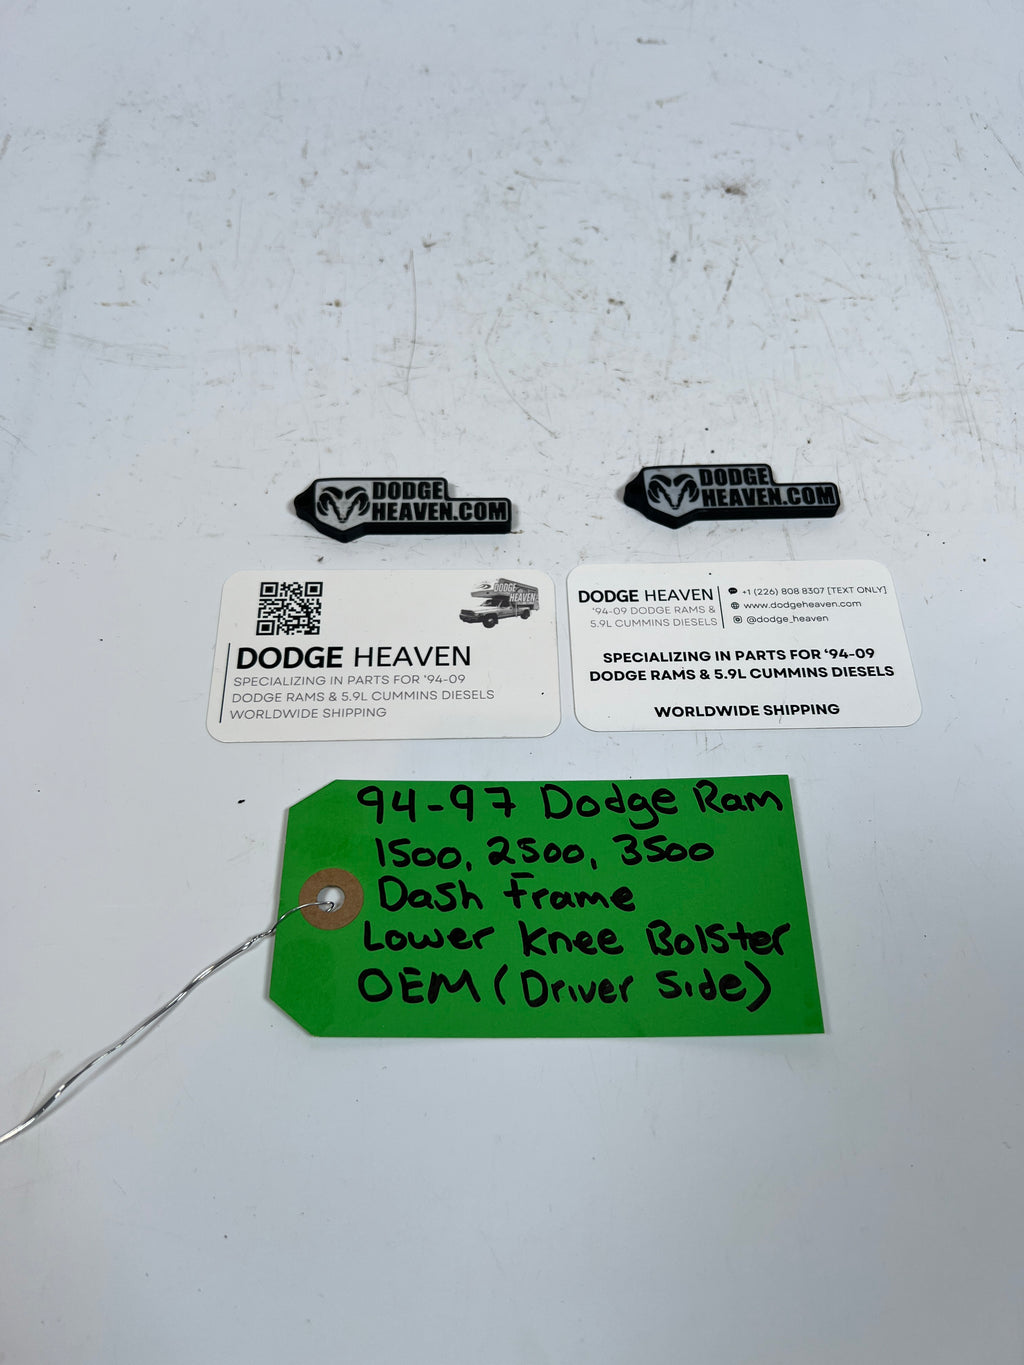 DODGE
HEAVEN.COM
DODGE
HEAVEN.COM
DODGE
HEAVEN
DODGE HEAVEN
SPECIALIZING IN PARTS FOR '94-09
DODGE RAMS & 5.9L CUMMINS DIESELS
WORLDWIDE SHIPPING
DODGE HEAVEN
'94-09 DODGE RAMS &
5.9L CUMMINS DIESELS
+1 (226) 808 8307 [TEXT ONLY]
www.dodgeheaven.com
@dodge_heaven
SPECIALIZING IN PARTS FOR '94-09
DODGE RAMS & 5.9L CUMMINS DIESELS
WORLDWIDE SHIPPING
94-97 Dodge Ram
1500, 2500, 3500
Dash Frame
Lower Knee Bolster
OEM (Driver Side)